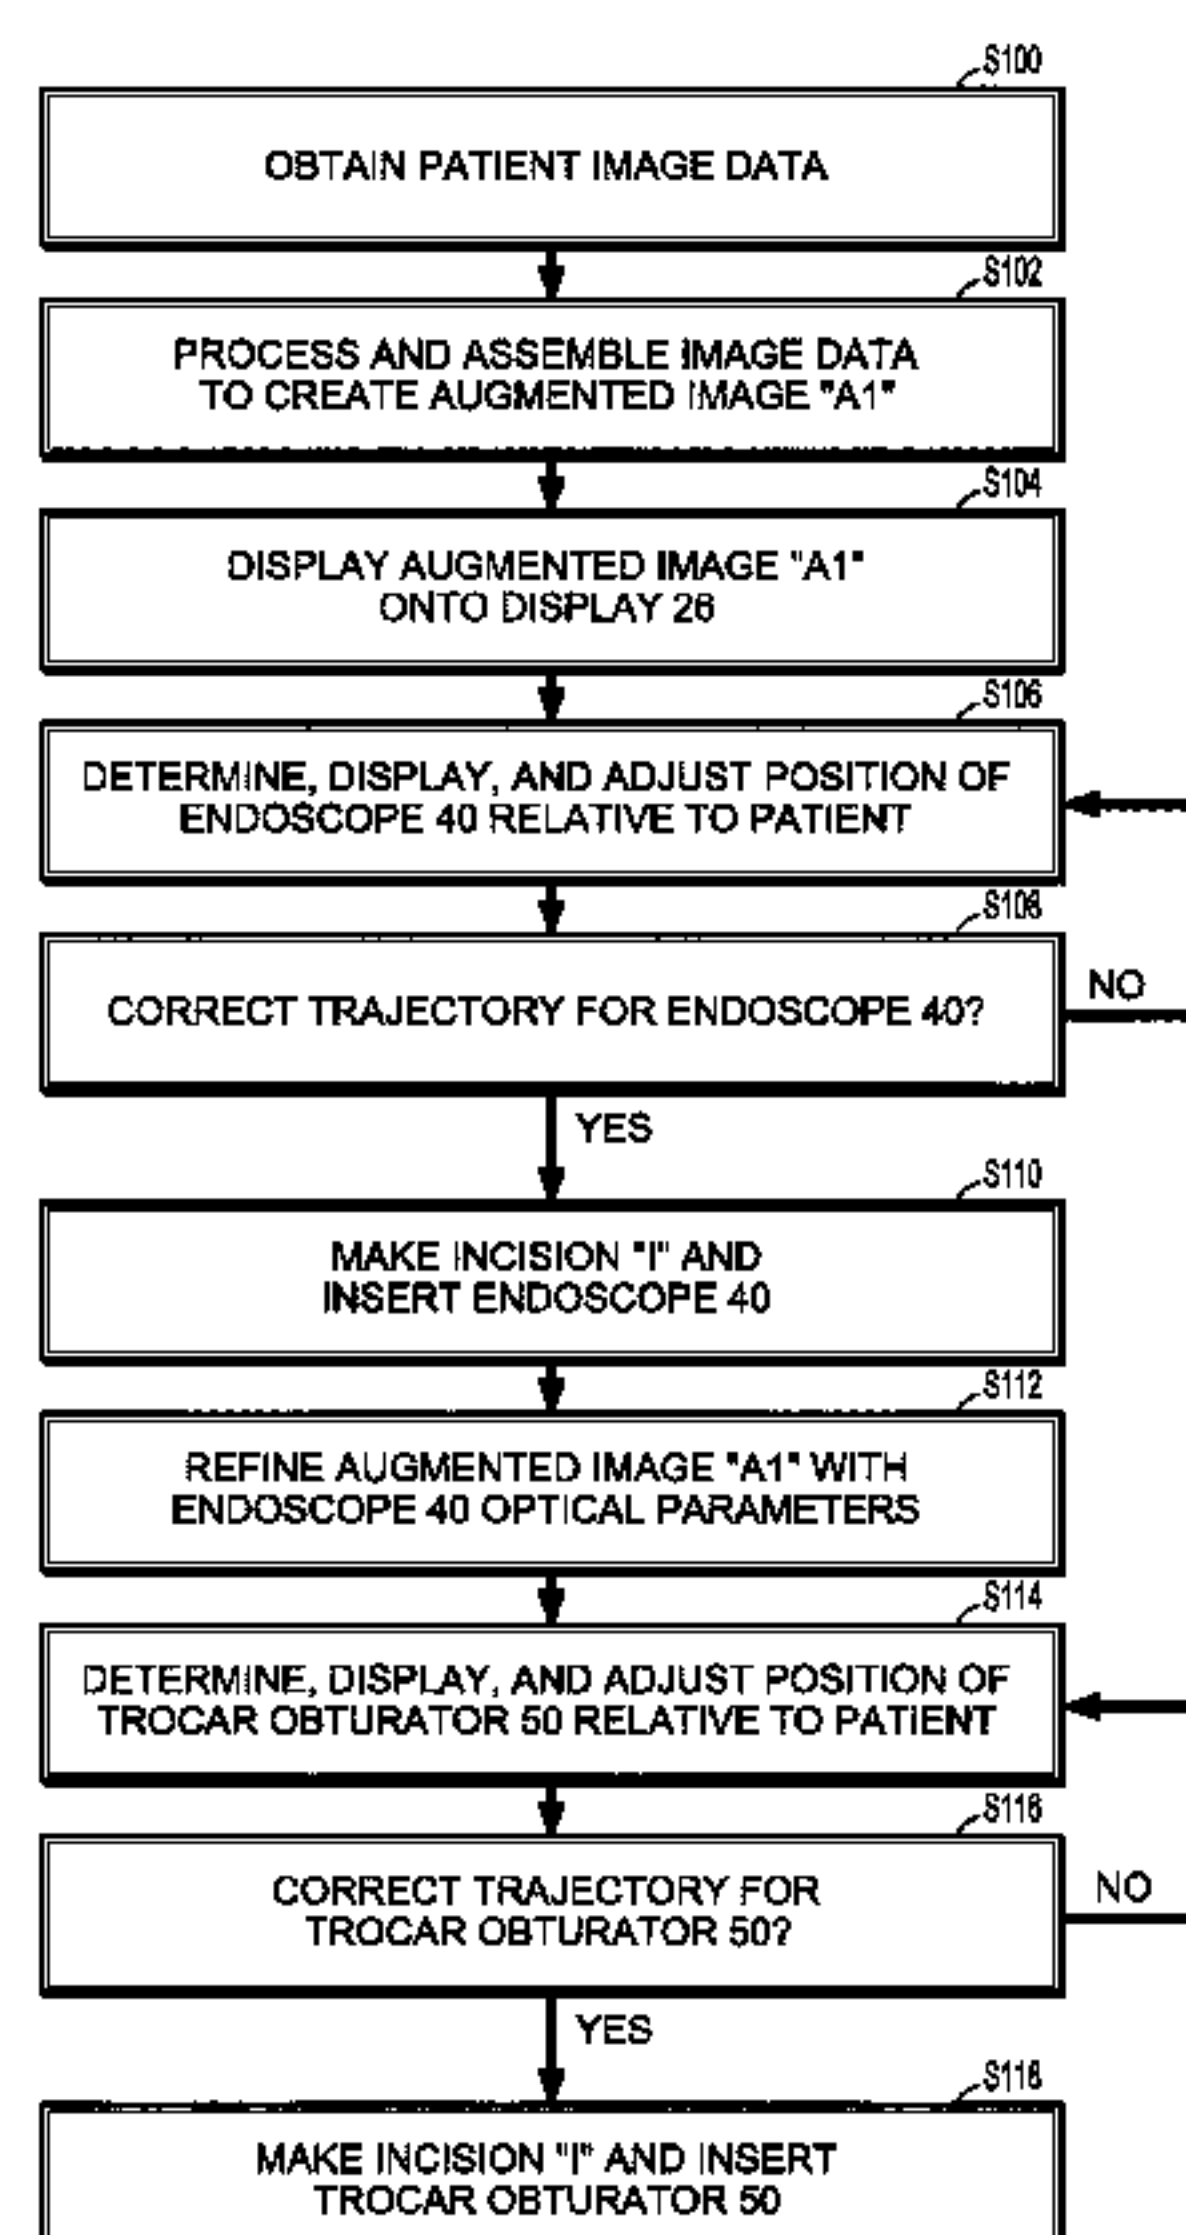 S100
OBTAIN PATIENT IMAGE DATA
S102
PROCESS AND ASSEMBLE IMAGE DATA
TO CREATE AUGMENTED IMAGE "A1"
S104
DISPLAY AUGMENTED IMAGE "A1"
ONTO DISPLAY 26
S106
DETERMINE, DISPLAY, AND ADJUST POSITION OF
ENDOSCOPE 40 RELATIVE TO PATIENT
S108
CORRECT TRAJECTORY FOR ENDOSCOPE 40?
NO
YES
S110
MAKE INCISION "I" AND
INSERT ENDOSCOPE 40
S112
REFINE AUGMENTED IMAGE "A1" WITH
ENDOSCOPE 40 OPTICAL PARAMETERS
S114
DETERMINE, DISPLAY, AND ADJUST POSITION OF
TROCAR OBTURATOR 50 RELATIVE TO PATIENT
S116
CORRECT TRAJECTORY FOR
TROCAR OBTURATOR 50?
NO
YES
S118
MAKE INCISION "I" AND INSERT
TROCAR OBTURATOR 50